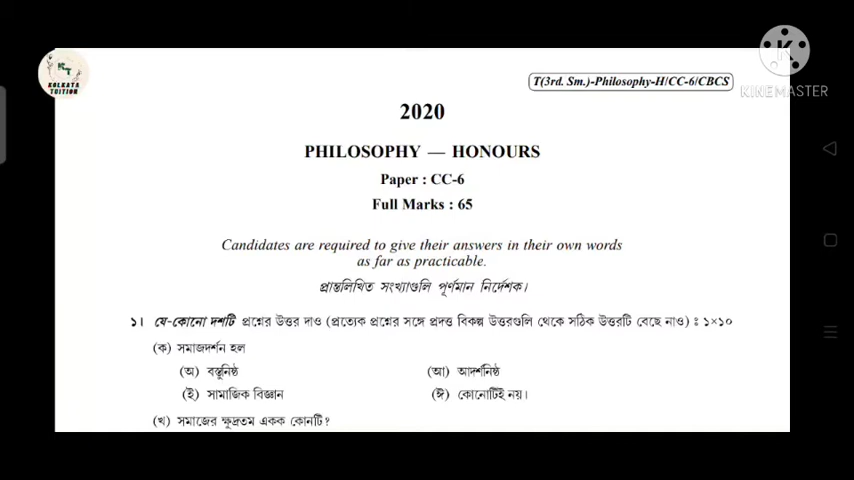 KOLKATA
TUITION
KINEMASTER
T(3rd. Sm.)-Philosophy-H/CC-6/CBCS
2020
PHILOSOPHY — HONOURS
Paper : CC-6
Full Marks : 65
Candidates are required to give their answers in their own words
as far as practicable.
প্রান্তলিখিত সংখ্যাগুলি পূর্ণমান নির্দেশক।
১। যে-কোনো দশটি প্রশ্নের উত্তর দাও (প্রত্যেক প্রশ্নের সঙ্গে প্রদত্ত বিকল্প উত্তরগুলি থেকে সঠিক উত্তরটি বেছে নাও) : ১×১০
(ক) সমাজদর্শন হল
(অ) বস্তুনিষ্ঠ (আ) আদর্শনিষ্ঠ
(ই) সামাজিক বিজ্ঞান (ঈ) কোনোটিই নয়।
(খ) সমাজের ক্ষুদ্রতম একক কোনটি?